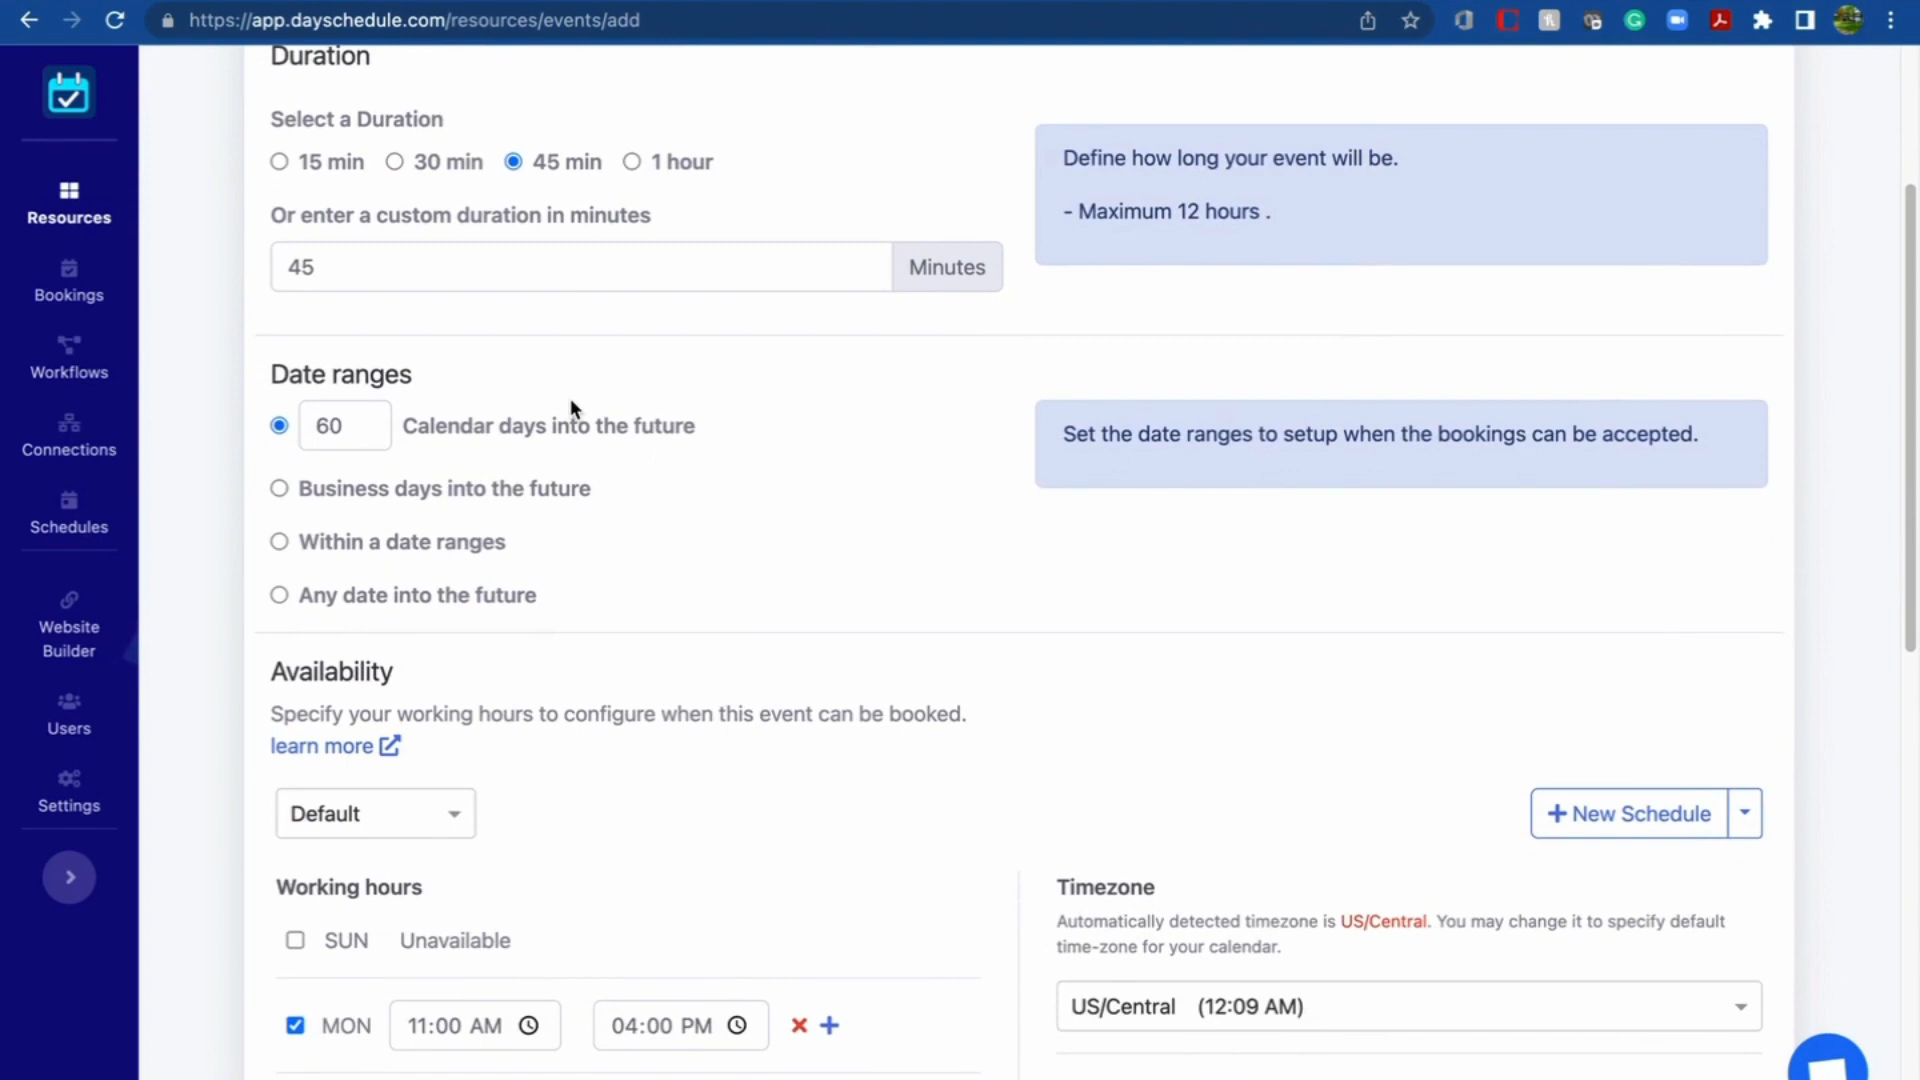 https://app.dayschedule.com/resources/events/add
Resources
Bookings
Workflows
Connections
Schedules
Website
Builder
Users
Settings
Duration
Select a Duration
15 min 30 min 45 min 1 hour
Or enter a custom duration in minutes
45 Minutes
Define how long your event will be.
- Maximum 12 hours .
Date ranges
60 Calendar days into the future
Business days into the future
Within a date ranges
Any date into the future
Set the date ranges to setup when the bookings can be accepted.
Availability
Specify your working hours to configure when this event can be booked.
learn more
Default
+ New Schedule
Working hours
SUN Unavailable
MON 11:00 AM 04:00 PM
Timezone
Automatically detected timezone is US/Central. You may change it to specify default
time-zone for your calendar.
US/Central (12:09 AM)